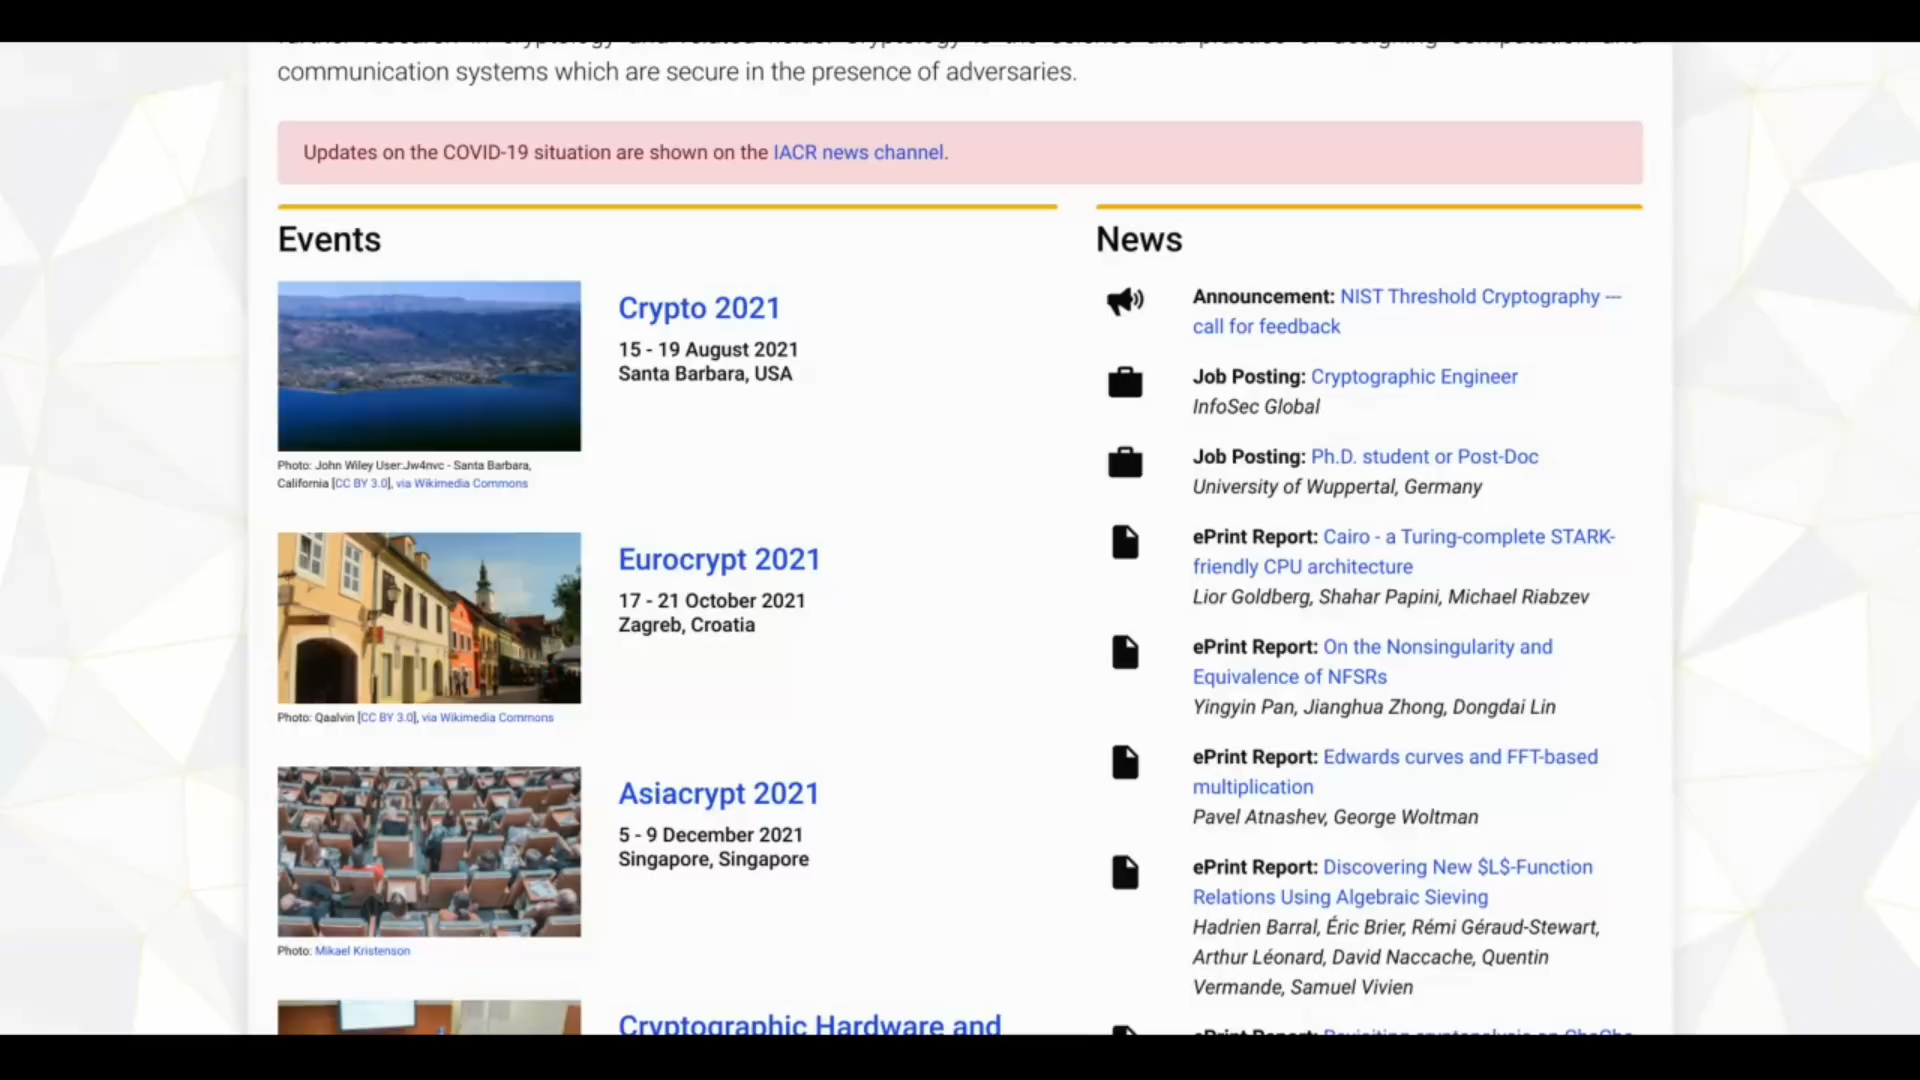 communication systems which are secure in the presence of adversaries.
Updates on the COVID-19 situation are shown on the IACR news channel.
Events
Crypto 2021
15 - 19 August 2021
Santa Barbara, USA
Photo: John Wiley User:Jw4nvc - Santa Barbara,
California [CC BY 3.0], via Wikimedia Commons
Eurocrypt 2021
17 - 21 October 2021
Zagreb, Croatia
Photo: Qaalvin [CC BY 3.0], via Wikimedia Commons
Asiacrypt 2021
5 - 9 December 2021
Singapore, Singapore
Photo: Mikael Kristenson
Cryptographic Hardware and
News
Announcement: NIST Threshold Cryptography —
call for feedback
Job Posting: Cryptographic Engineer
InfoSec Global
Job Posting: Ph.D. student or Post-Doc
University of Wuppertal, Germany
ePrint Report: Cairo - a Turing-complete STARK-
friendly CPU architecture
Lior Goldberg, Shahar Papini, Michael Riabzev
ePrint Report: On the Nonsingularity and
Equivalence of NFSRs
Yingyin Pan, Jianghua Zhong, Dongdai Lin
ePrint Report: Edwards curves and FFT-based
multiplication
Pavel Atnashev, George Woltman
ePrint Report: Discovering New $L$-Function
Relations Using Algebraic Sieving
Hadrien Barral, Éric Brier, Rémi Géraud-Stewart,
Arthur Léonard, David Naccache, Quentin
Vermande, Samuel Vivien